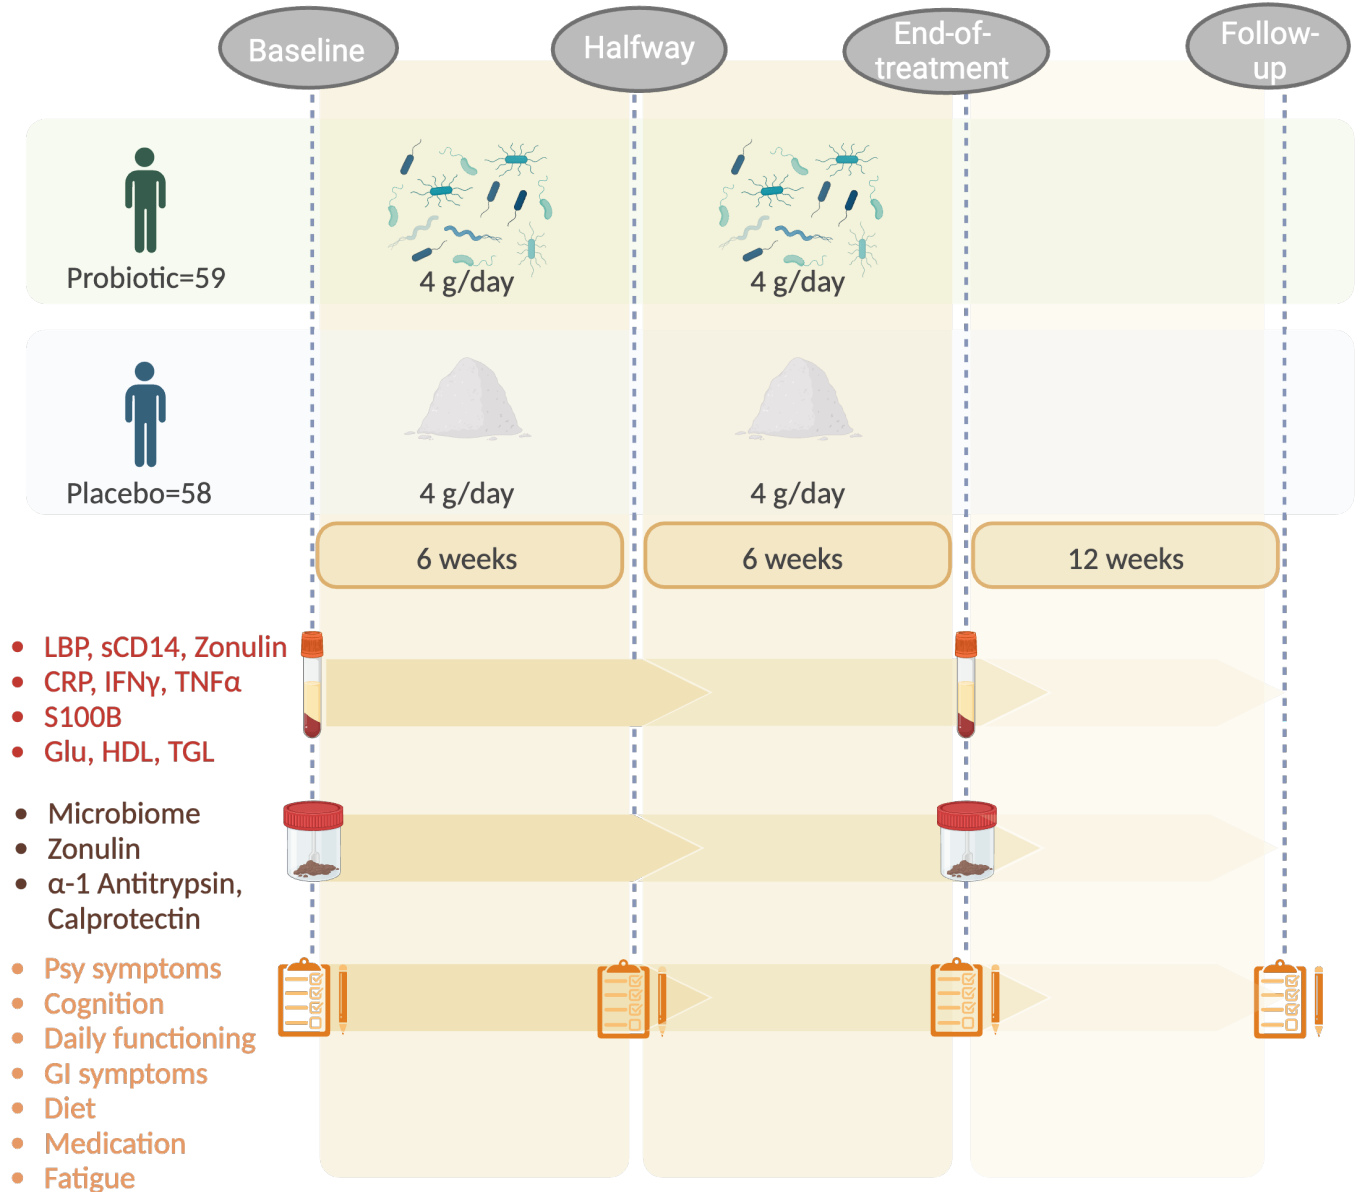 Baseline
Halfway
End-of-
treatment
Follow-
up
Probiotic=59
4 g/day
4 g/day
Placebo=58
4 g/day
4 g/day
6 weeks
6 weeks
12 weeks
• LBP, sCD14, Zonulin
• CRP, IFNγ, TNFα
• S100B
• Glu, HDL, TGL
• Microbiome
• Zonulin
• α-1 Antitrypsin,
Calprotectin
• Psy symptoms
• Cognition
• Daily functioning
• GI symptoms
• Diet
• Medication
• Fatigue